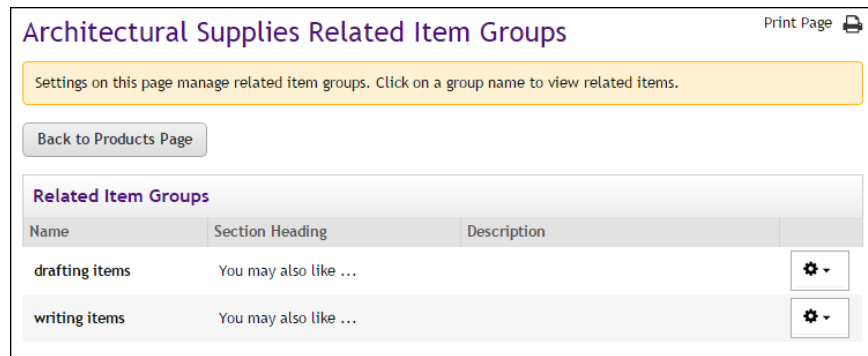 Architectural Supplies Related Item Groups
Print Page
Settings on this page manage related item groups. Click on a group name to view related items.
Back to Products Page
Related Item Groups
Name Section Heading Description
drafting items You may also like ...
writing items You may also like ...